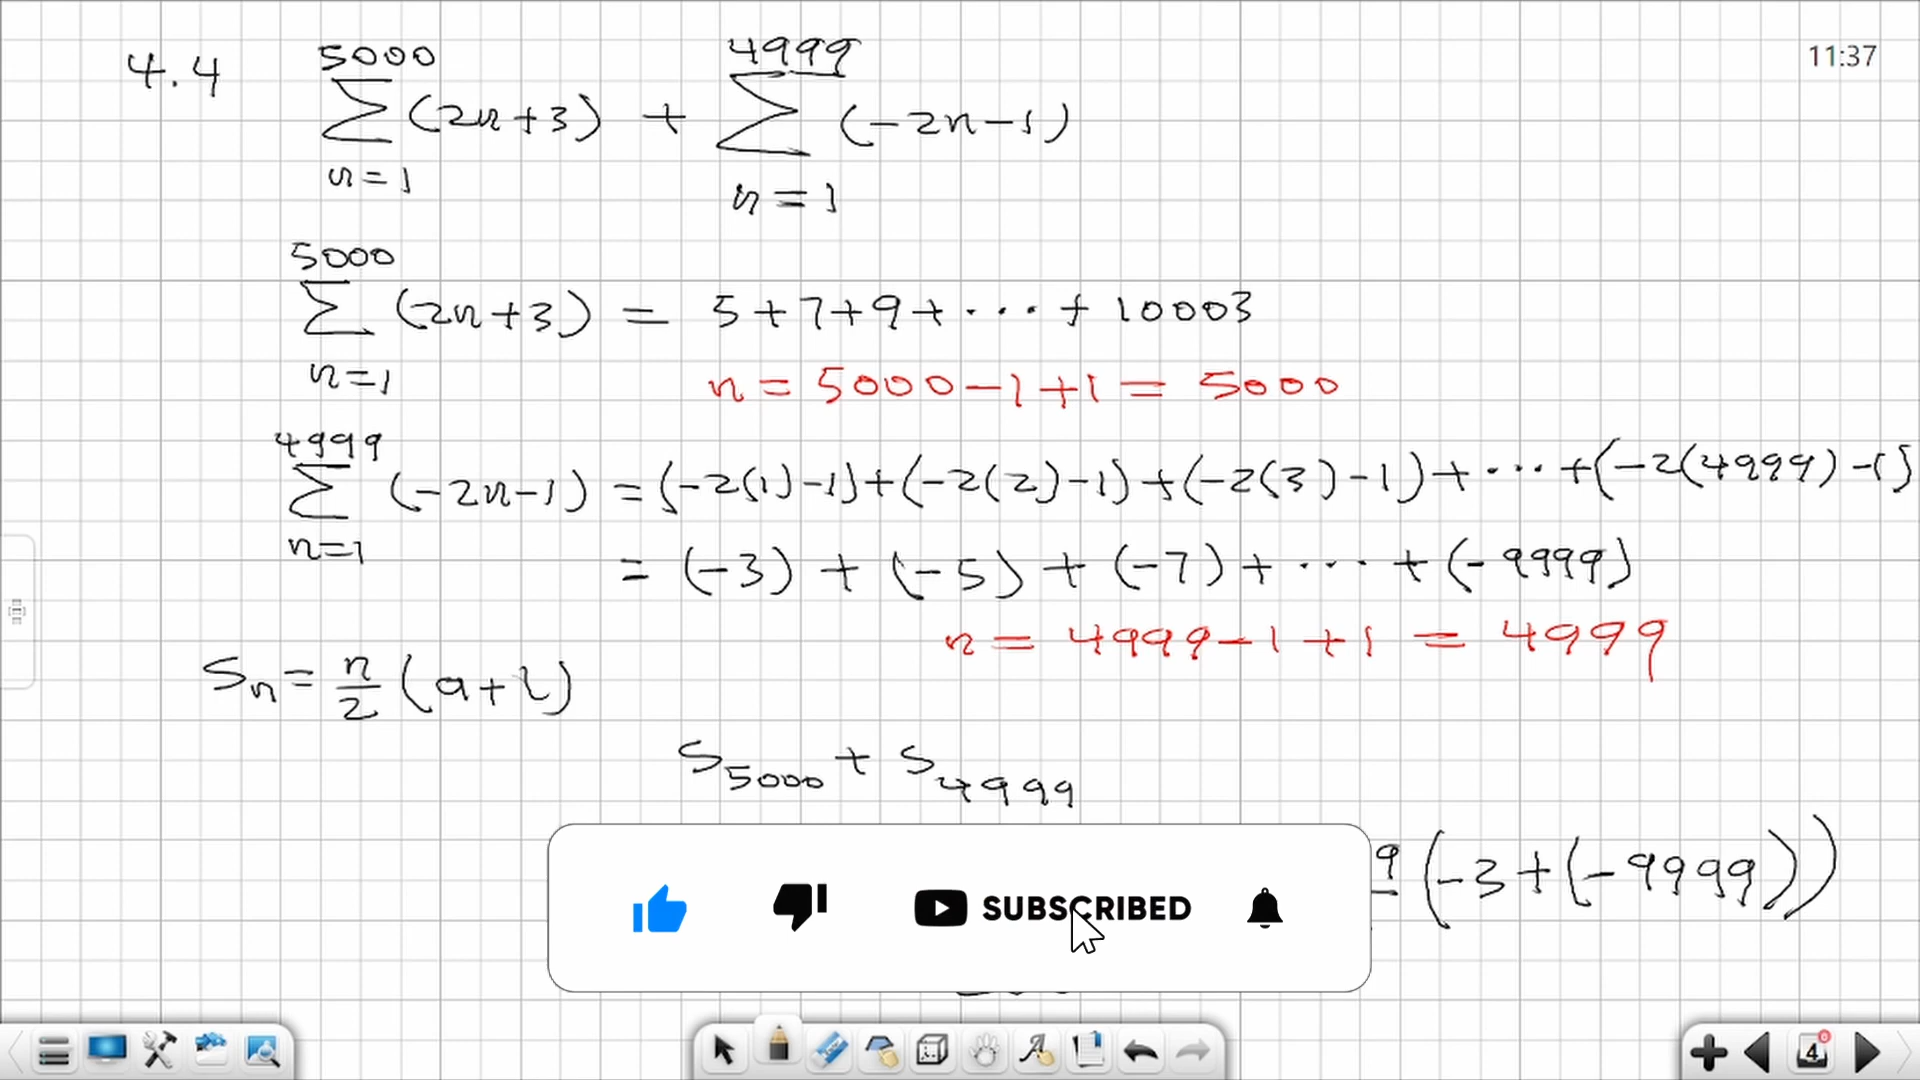 11:37
4.4 5000 Σ n=1 (2n+3) + 4999 Σ n=1 (-2n-1)
5000 Σ n=1 (2n+3) = 5+7+9+...+10003
n = 5000-1+1 = 5000
4999 Σ n=1 (-2n-1) = (-2(1)-1)+(-2(2)-1)+(-2(3)-1)+...+(-2(4999)-1)
= (-3) + (-5) + (-7) + ... + (-9999)
n = 4999-1+1 = 4999
Sn = n/2 (a+l)
S5000 + S4999
9 (-3+(-9999))
SUBSCRIBED
4